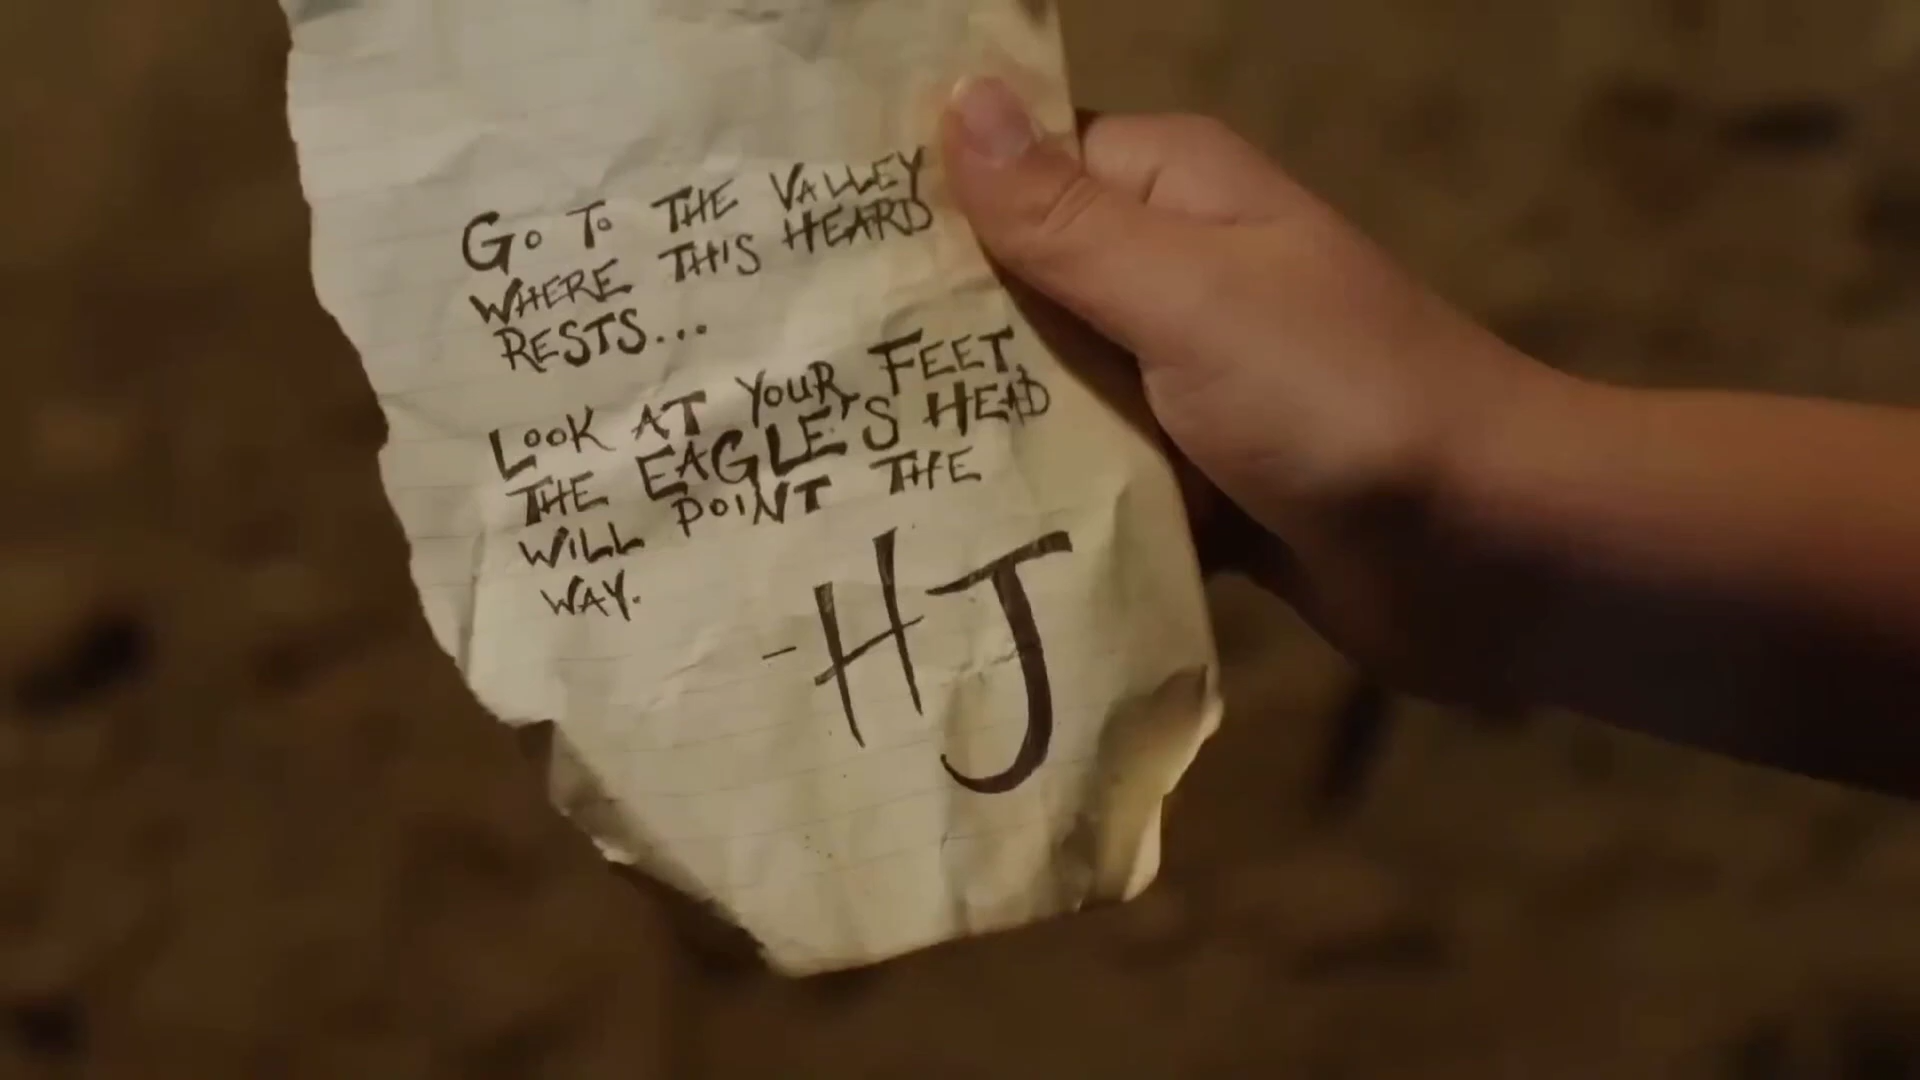 GO TO THE VALLEY
WHERE THIS HEARD
RESTS...
LOOK AT YOUR FEET,
THE EAGLE'S HEAD
WILL POINT THE
WAY.
-HJ